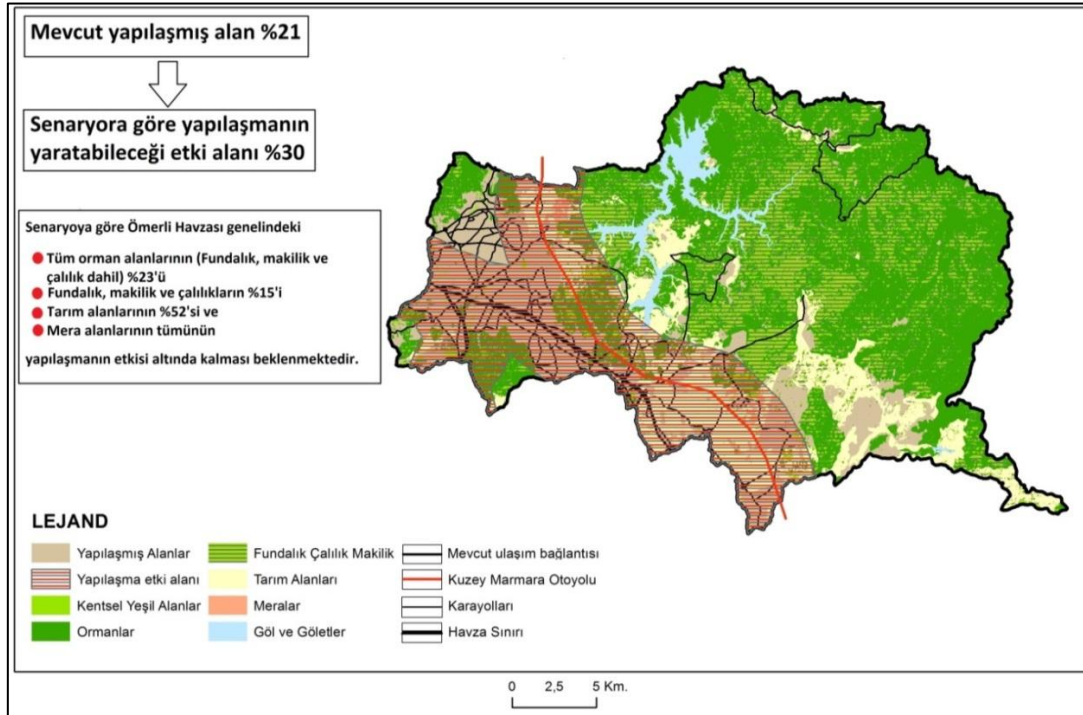 Mevcut yapılaşmış alan %21
Senaryora göre yapılaşmanın
yaratabileceği etki alanı %30
Senaryoya göre Ömerli Havzası genelindeki
Tüm orman alanlarının (Fundalık, makilik ve
çalılık dahil) %23'ü
Fundalık, makilik ve çalılıkların %15'i
Tarım alanlarının %52'si ve
Mera alanlarının tümünün
yapılaşmanın etkisi altında kalması beklenmektedir.
LEJAND
Yapılaşmış Alanlar
Yapılaşma etki alanı
Kentsel Yeşil Alanlar
Ormanlar
Fundalık Çalılık Makilik
Tarım Alanları
Meralar
Göl ve Göletler
Mevcut ulaşım bağlantısı
Kuzey Marmara Otoyolu
Karayolları
Havza Sınırı
0 2,5 5 Km.